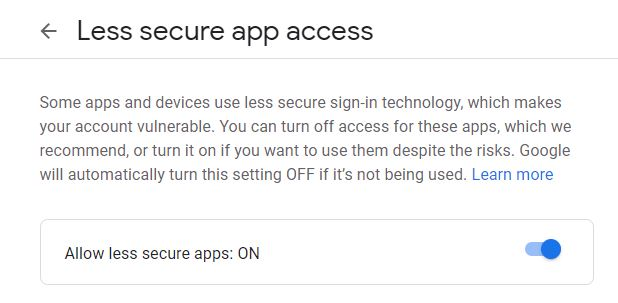 Less secure app access
Some apps and devices use less secure sign-in technology, which makes
your account vulnerable. You can turn off access for these apps, which we
recommend, or turn it on if you want to use them despite the risks. Google
will automatically turn this setting OFF if it’s not being used. Learn more
Allow less secure apps: ON